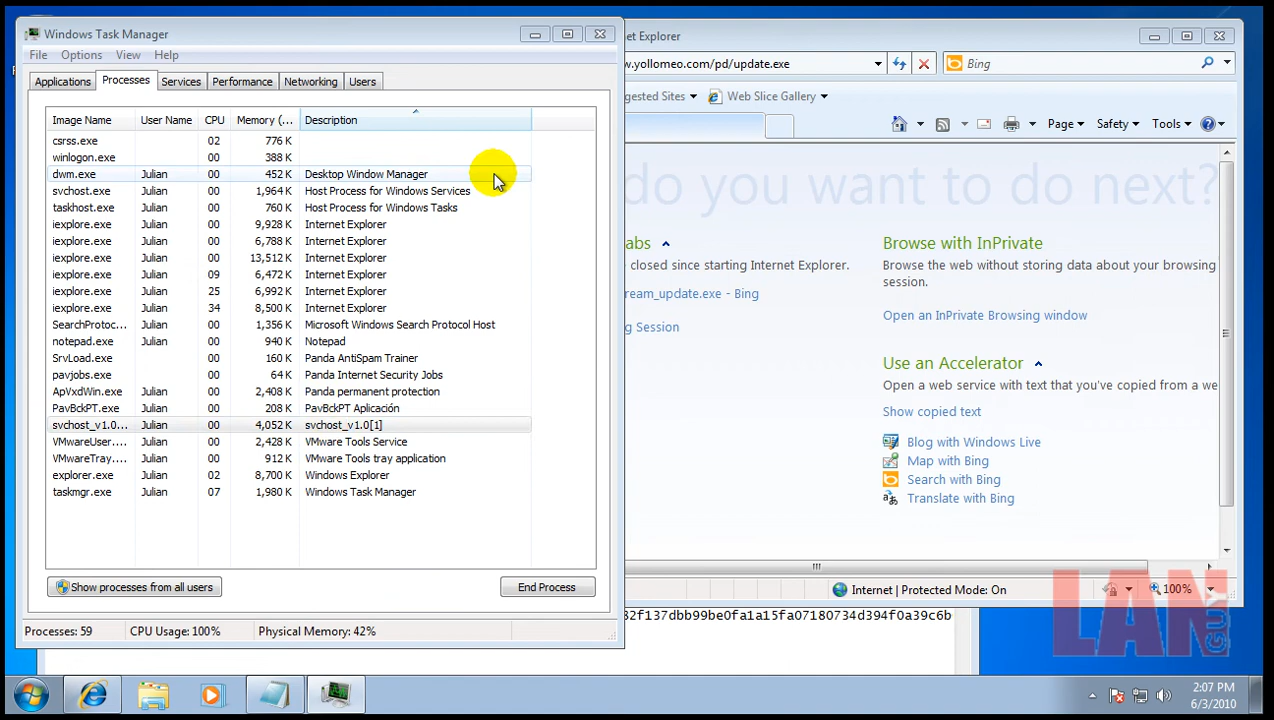 Windows Task Manager
File Options View Help
Applications Processes Services Performance Networking Users
Image Name User Name CPU Memory (... Description
csrss.exe 02 776 K
winlogon.exe 00 388 K
dwm.exe Julian 00 452 K Desktop Window Manager
svchost.exe Julian 00 1,964 K Host Process for Windows Services
taskhost.exe Julian 00 760 K Host Process for Windows Tasks
iexplore.exe Julian 00 9,928 K Internet Explorer
iexplore.exe Julian 00 6,788 K Internet Explorer
iexplore.exe Julian 00 13,512 K Internet Explorer
iexplore.exe Julian 09 6,472 K Internet Explorer
iexplore.exe Julian 25 6,992 K Internet Explorer
iexplore.exe Julian 34 8,500 K Internet Explorer
SearchProtoc... Julian 00 1,356 K Microsoft Windows Search Protocol Host
notepad.exe Julian 00 940 K Notepad
SrvLoad.exe 00 160 K Panda AntiSpam Trainer
pavjobs.exe 00 64 K Panda Internet Security Jobs
ApVxdWin.exe Julian 00 2,408 K Panda permanent protection
PavBckPT.exe Julian 00 208 K PavBckPT Aplicación
svchost_v1.0... Julian 00 4,052 K svchost_v1.0[1]
VMwareUser.... Julian 00 2,428 K VMware Tools Service
VMwareTray.... Julian 00 912 K VMware Tools tray application
explorer.exe Julian 02 8,700 K Windows Explorer
taskmgr.exe Julian 07 1,980 K Windows Task Manager
Show processes from all users End Process
Processes: 59 CPU Usage: 100% Physical Memory: 42%
et Explorer
.yollomeo.com/pd/update.exe Bing
gested Sites Web Slice Gallery
Page Safety Tools
do you want to do next?
abs
closed since starting Internet Explorer.
ream_update.exe - Bing
g Session
Browse with InPrivate
Browse the web without storing data about your browsing
session.
Open an InPrivate Browsing window
Use an Accelerator
Open a web service with text that you've copied from a we
Show copied text
Blog with Windows Live
Map with Bing
Search with Bing
Translate with Bing
Internet | Protected Mode: On 100%
32f137dbb99be0fa1a15fa07180734d394f0a39c6b
LAN
GUY
2:07 PM
6/3/2010